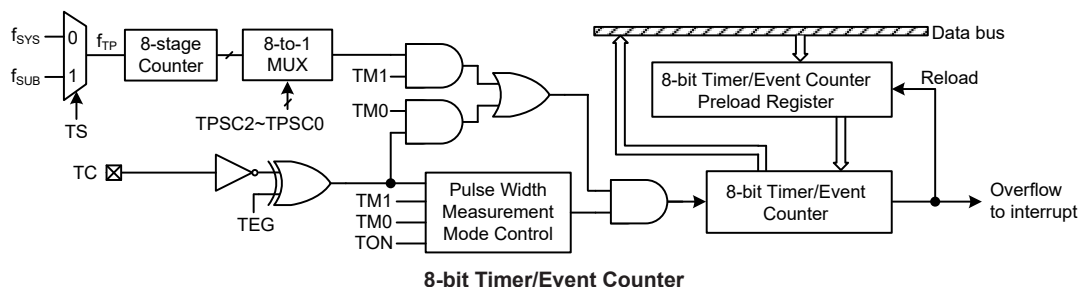 fSYS
0
fSUB
1
TS
fTP
8-stage
Counter
8-to-1
MUX
TPSC2~TPSC0
TM1
TM0
TC
TEG
TM1
TM0
TON
Pulse Width
Measurement
Mode Control
Data bus
8-bit Timer/Event Counter
Preload Register
Reload
8-bit Timer/Event
Counter
Overflow
to interrupt
8-bit Timer/Event Counter